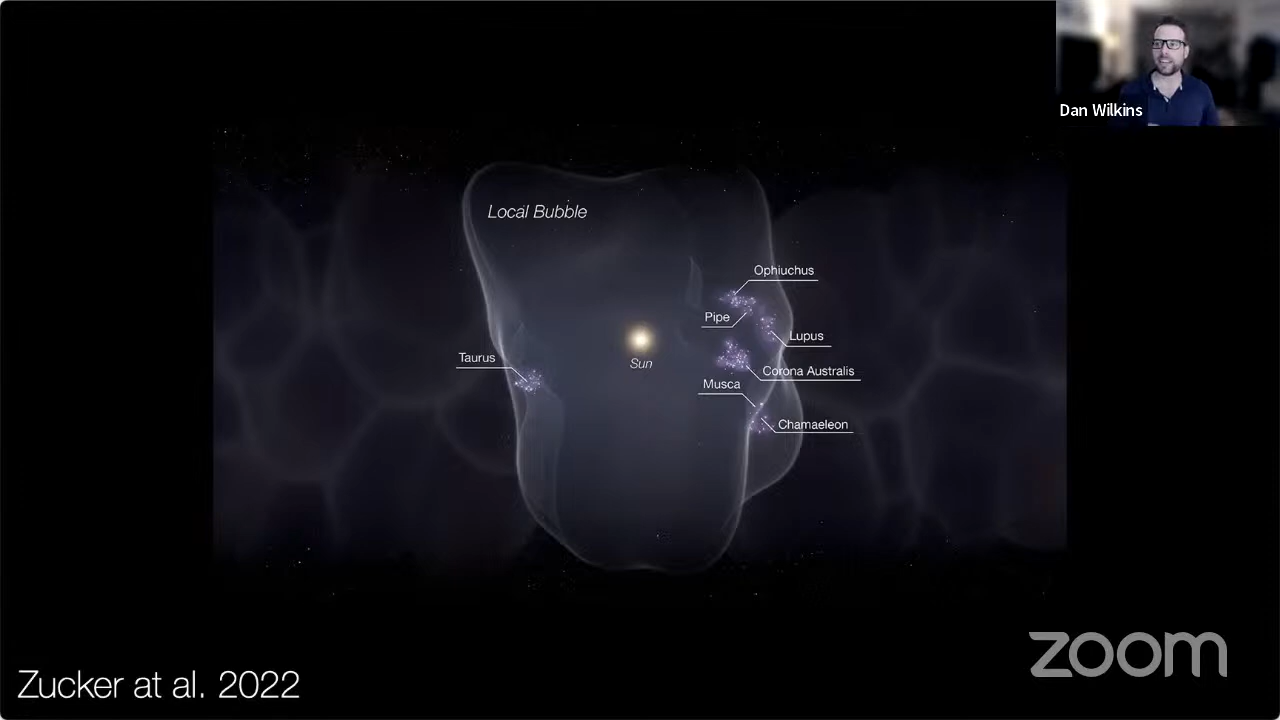 Dan Wilkins
Local Bubble
Ophiuchus
Pipe
Lupus
Sun
Taurus
Corona Australis
Musca
Chamaeleon
zoom
Zucker at al. 2022